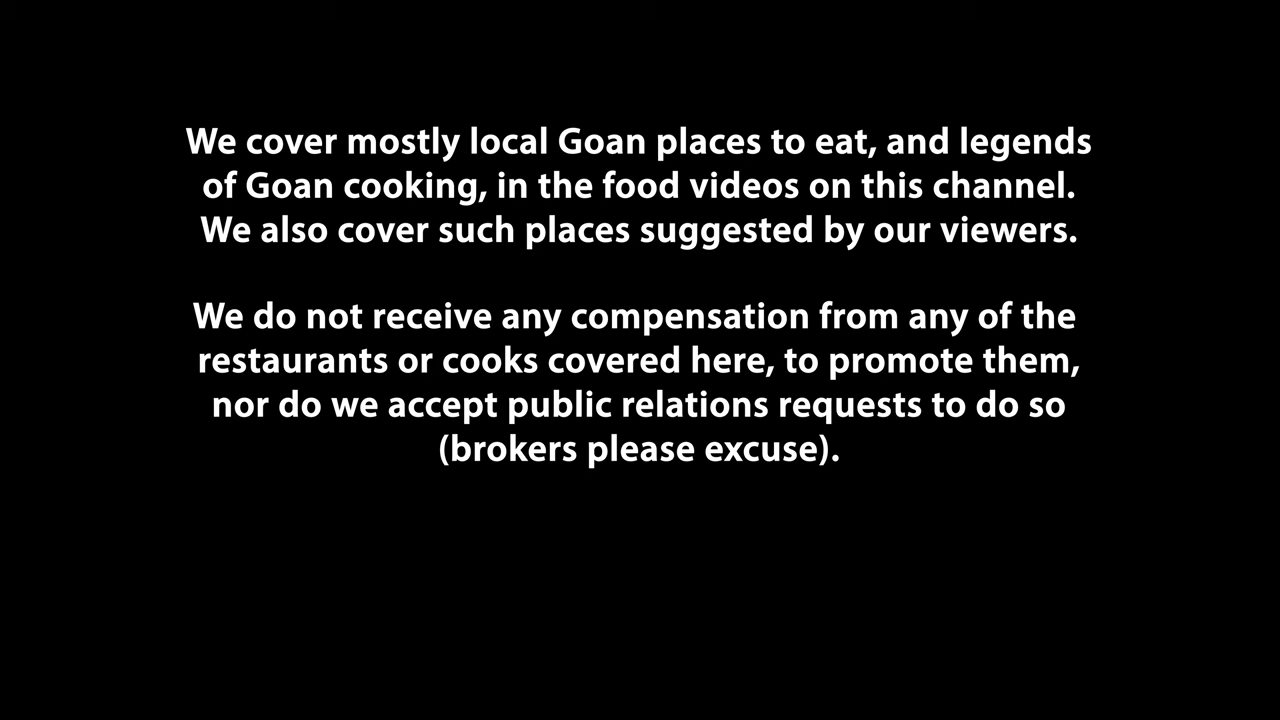 We cover mostly local Goan places to eat, and legends
of Goan cooking, in the food videos on this channel.
We also cover such places suggested by our viewers.
We do not receive any compensation from any of the
restaurants or cooks covered here, to promote them,
nor do we accept public relations requests to do so
(brokers please excuse).